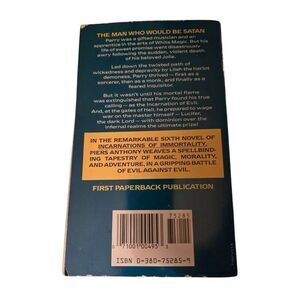 THE MAN WHO WOULD BE SATAN
Parry was a gifted musician and an
apprentice in the arts of White Magic. But his
life of sweet promise went disastrously
awry following the sudden, violent death
of his beloved Jolie.
Led down the twisted path of
wickedness and depravity by Lilah the harlot
demoness, Parry thrived—first as a
sorcerer, then as a monk, and finally as a
feared inquisitor.
But it wasn't until his mortal flame
was extinguished that Parry found his true
calling—as the Incarnation of Evil.
And, at the gates of Hell, he prepared to wage
war on the master himself—Lucifer,
the dark Lord—with dominion over the
infernal realms the ultimate prize!
IN THE REMARKABLE SIXTH NOVEL OF
INCARNATIONS OF IMMORTALITY,
PIERS ANTHONY WEAVES A SPELLBIND-
ING TAPESTRY OF MAGIC, MORALITY,
AND ADVENTURE, IN A GRIPPING BATTLE
OF EVIL AGAINST EVIL.
FIRST PAPERBACK PUBLICATION
75285
71001 00495
ISBN 0-380-75285-9